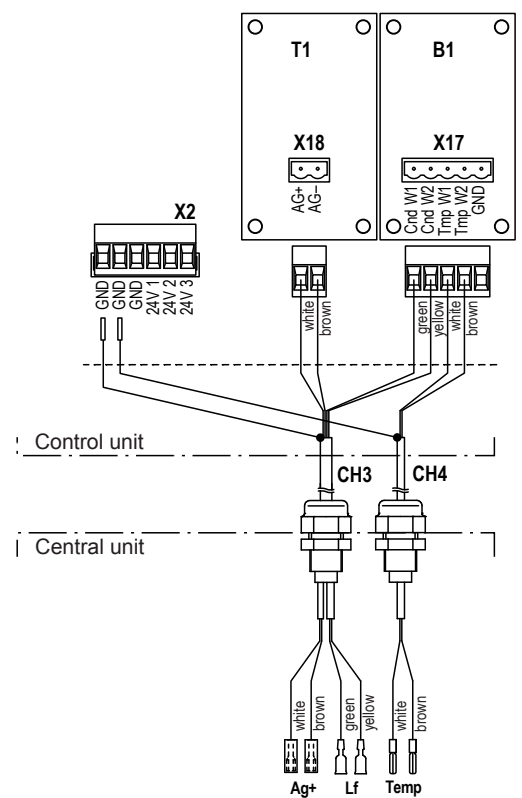 T1
B1
X18
X17
AG+
AG–
Cnd W1
Cnd W2
Tmp W1
Tmp W2
GND
X2
GND
GND
GND
24V 1
24V 2
24V 3
white
brown
green
yellow
white
brown
Control unit
CH3
CH4
Central unit
white
brown
green
yellow
white
brown
Ag+
Lf
Temp